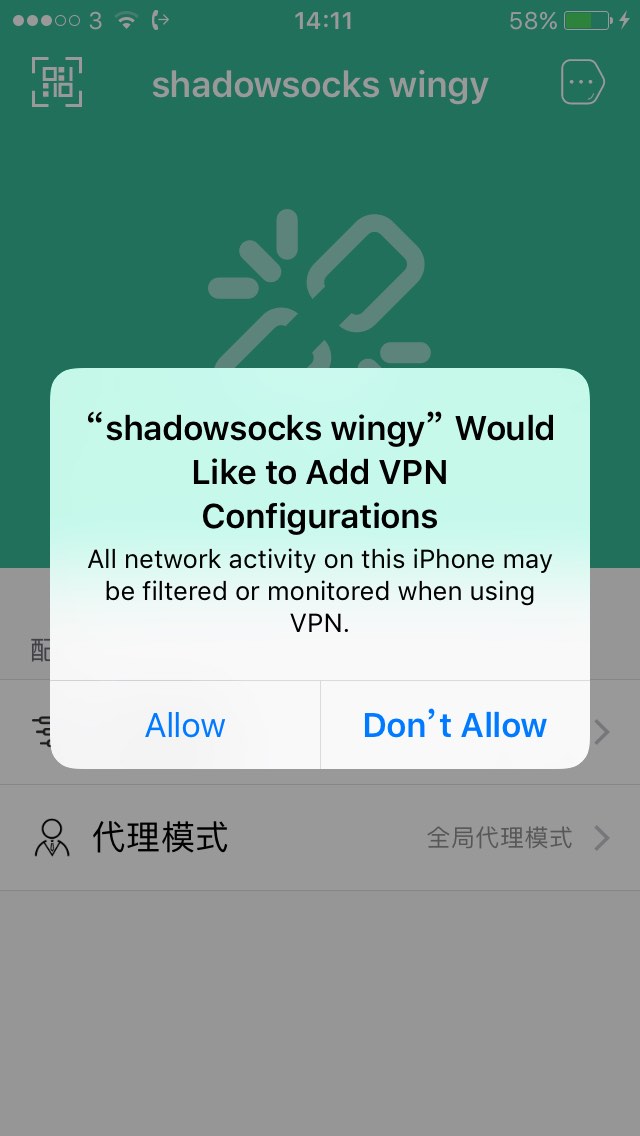 3 14:11 58%
shadowsocks wingy
“shadowsocks wingy” Would
Like to Add VPN
Configurations
All network activity on this iPhone may
be filtered or monitored when using
VPN.
配
Allow Don’t Allow
代理模式 全局代理模式